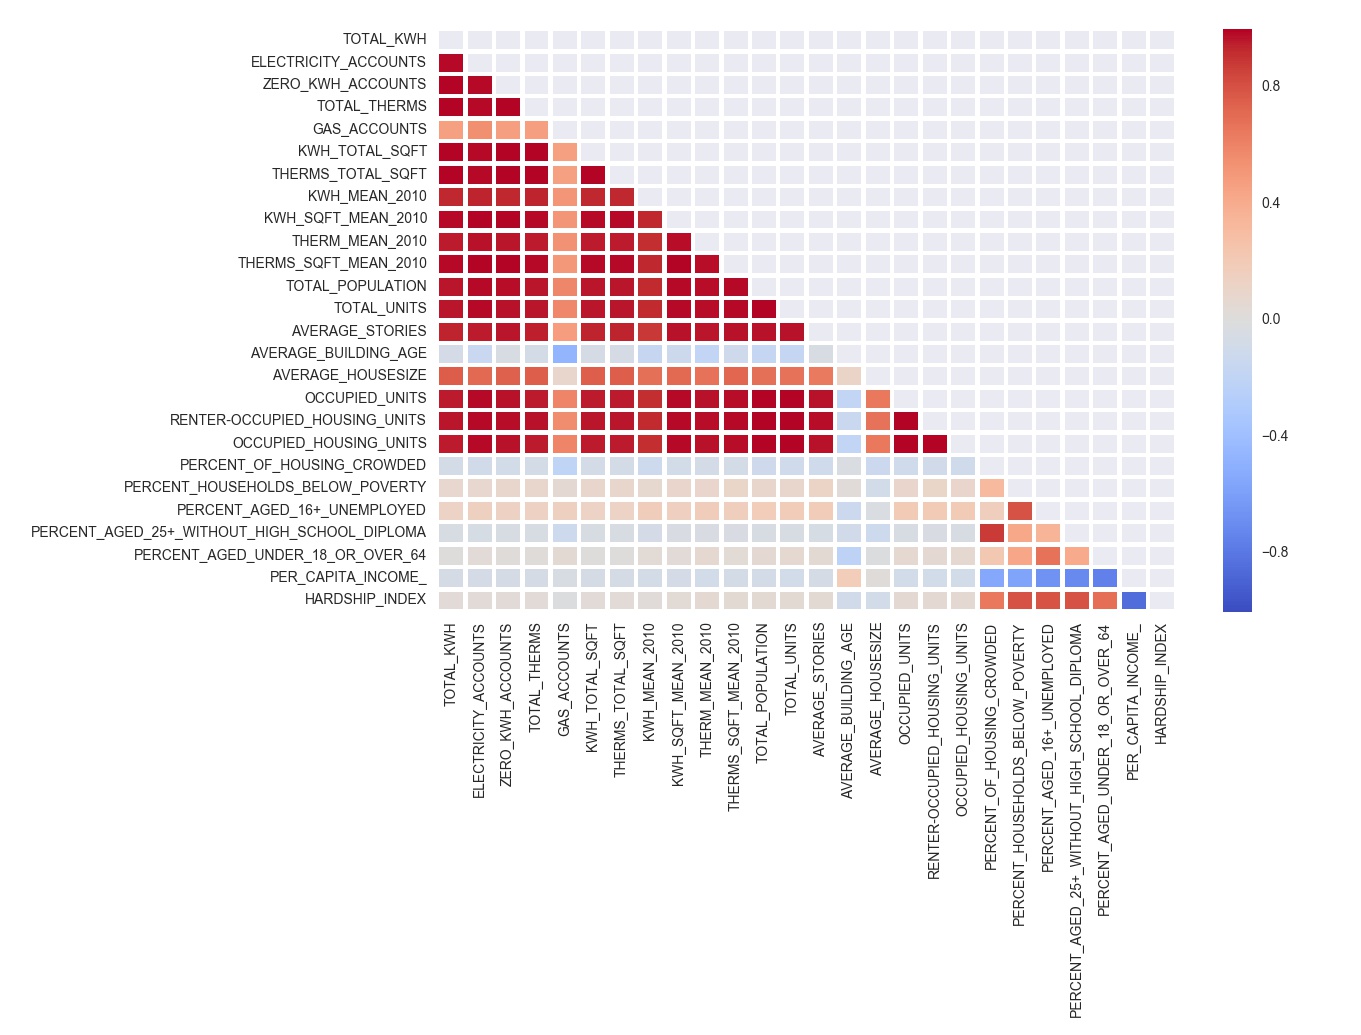 TOTAL_KWH
ELECTRICITY_ACCOUNTS
ZERO_KWH_ACCOUNTS
TOTAL_THERMS
GAS_ACCOUNTS
KWH_TOTAL_SQFT
THERMS_TOTAL_SQFT
KWH_MEAN_2010
KWH_SQFT_MEAN_2010
THERM_MEAN_2010
THERMS_SQFT_MEAN_2010
TOTAL_POPULATION
TOTAL_UNITS
AVERAGE_STORIES
AVERAGE_BUILDING_AGE
AVERAGE_HOUSESIZE
OCCUPIED_UNITS
RENTER-OCCUPIED_HOUSING_UNITS
OCCUPIED_HOUSING_UNITS
PERCENT_OF_HOUSING_CROWDED
PERCENT_HOUSEHOLDS_BELOW_POVERTY
PERCENT_AGED_16+_UNEMPLOYED
PERCENT_AGED_25+_WITHOUT_HIGH_SCHOOL_DIPLOMA
PERCENT_AGED_UNDER_18_OR_OVER_64
PER_CAPITA_INCOME_
HARDSHIP_INDEX
TOTAL_KWH
ELECTRICITY_ACCOUNTS
ZERO_KWH_ACCOUNTS
TOTAL_THERMS
GAS_ACCOUNTS
KWH_TOTAL_SQFT
THERMS_TOTAL_SQFT
KWH_MEAN_2010
KWH_SQFT_MEAN_2010
THERM_MEAN_2010
THERMS_SQFT_MEAN_2010
TOTAL_POPULATION
TOTAL_UNITS
AVERAGE_STORIES
AVERAGE_BUILDING_AGE
AVERAGE_HOUSESIZE
OCCUPIED_UNITS
RENTER-OCCUPIED_HOUSING_UNITS
OCCUPIED_HOUSING_UNITS
PERCENT_OF_HOUSING_CROWDED
PERCENT_HOUSEHOLDS_BELOW_POVERTY
PERCENT_AGED_16+_UNEMPLOYED
PERCENT_AGED_25+_WITHOUT_HIGH_SCHOOL_DIPLOMA
PERCENT_AGED_UNDER_18_OR_OVER_64
PER_CAPITA_INCOME_
HARDSHIP_INDEX
0.8
0.4
0.0
−0.4
−0.8